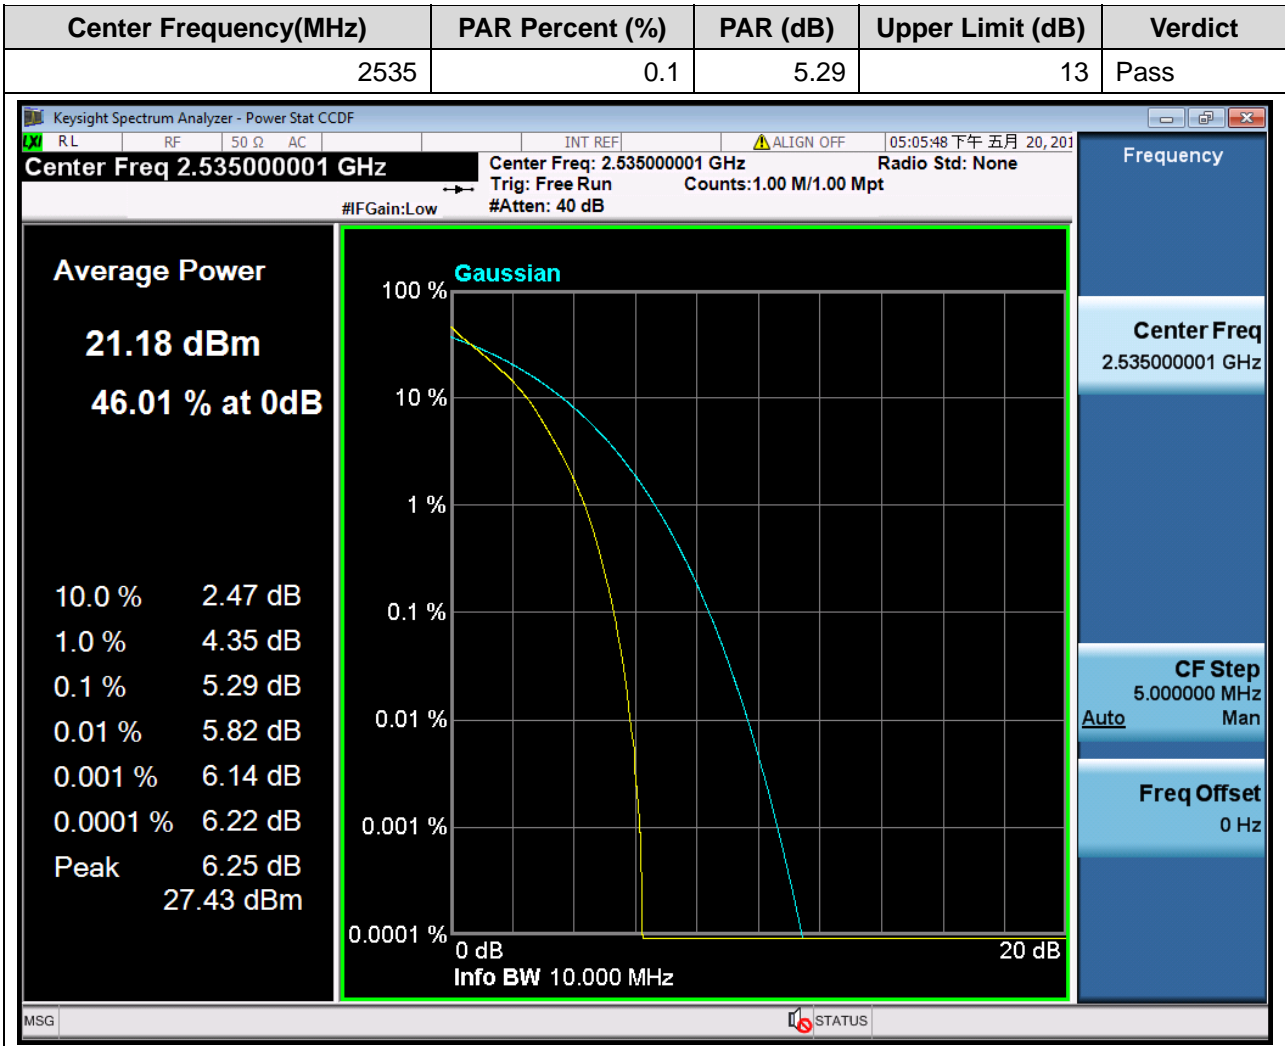 Center Frequency(MHz) PAR Percent (%) PAR (dB) Upper Limit (dB) Verdict
2535 0.1 5.29 13 Pass
Keysight Spectrum Analyzer - Power Stat CCDF
LXI RL RF 50 Ω AC INT REF ALIGN OFF 05:05:48 下午 五月 20, 201
Center Freq 2.535000001 GHz
#IFGain:Low
Center Freq: 2.535000001 GHz Radio Std: None
Trig: Free Run Counts:1.00 M/1.00 Mpt
#Atten: 40 dB
Average Power
21.18 dBm
46.01 % at 0dB
10.0 % 2.47 dB
1.0 % 4.35 dB
0.1 % 5.29 dB
0.01 % 5.82 dB
0.001 % 6.14 dB
0.0001 % 6.22 dB
Peak 6.25 dB
27.43 dBm
Gaussian
100 %
10 %
1 %
0.1 %
0.01 %
0.001 %
0.0001 %
0 dB 20 dB
Info BW 10.000 MHz
Frequency
Center Freq
2.535000001 GHz
CF Step
5.000000 MHz
Auto Man
Freq Offset
0 Hz
MSG STATUS